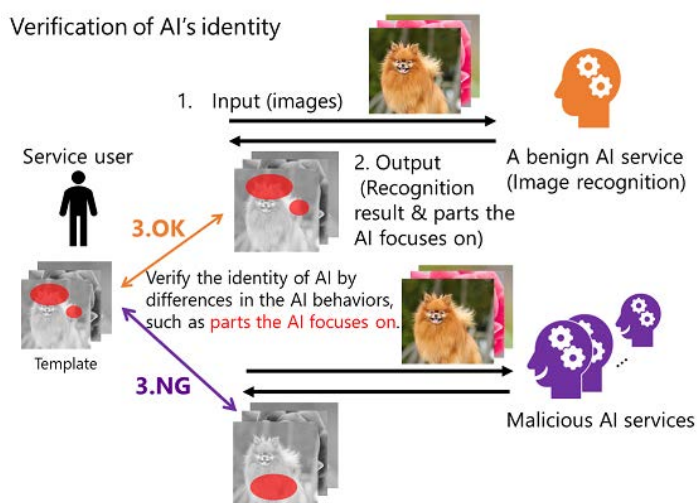 Verification of AI's identity
1. Input (images)
Service user
2. Output
(Recognition
result & parts the
AI focuses on)
A benign AI service
(Image recognition)
3.OK
Verify the identity of AI by
differences in the AI behaviors,
such as parts the AI focuses on.
Template
3.NG
...
Malicious AI services